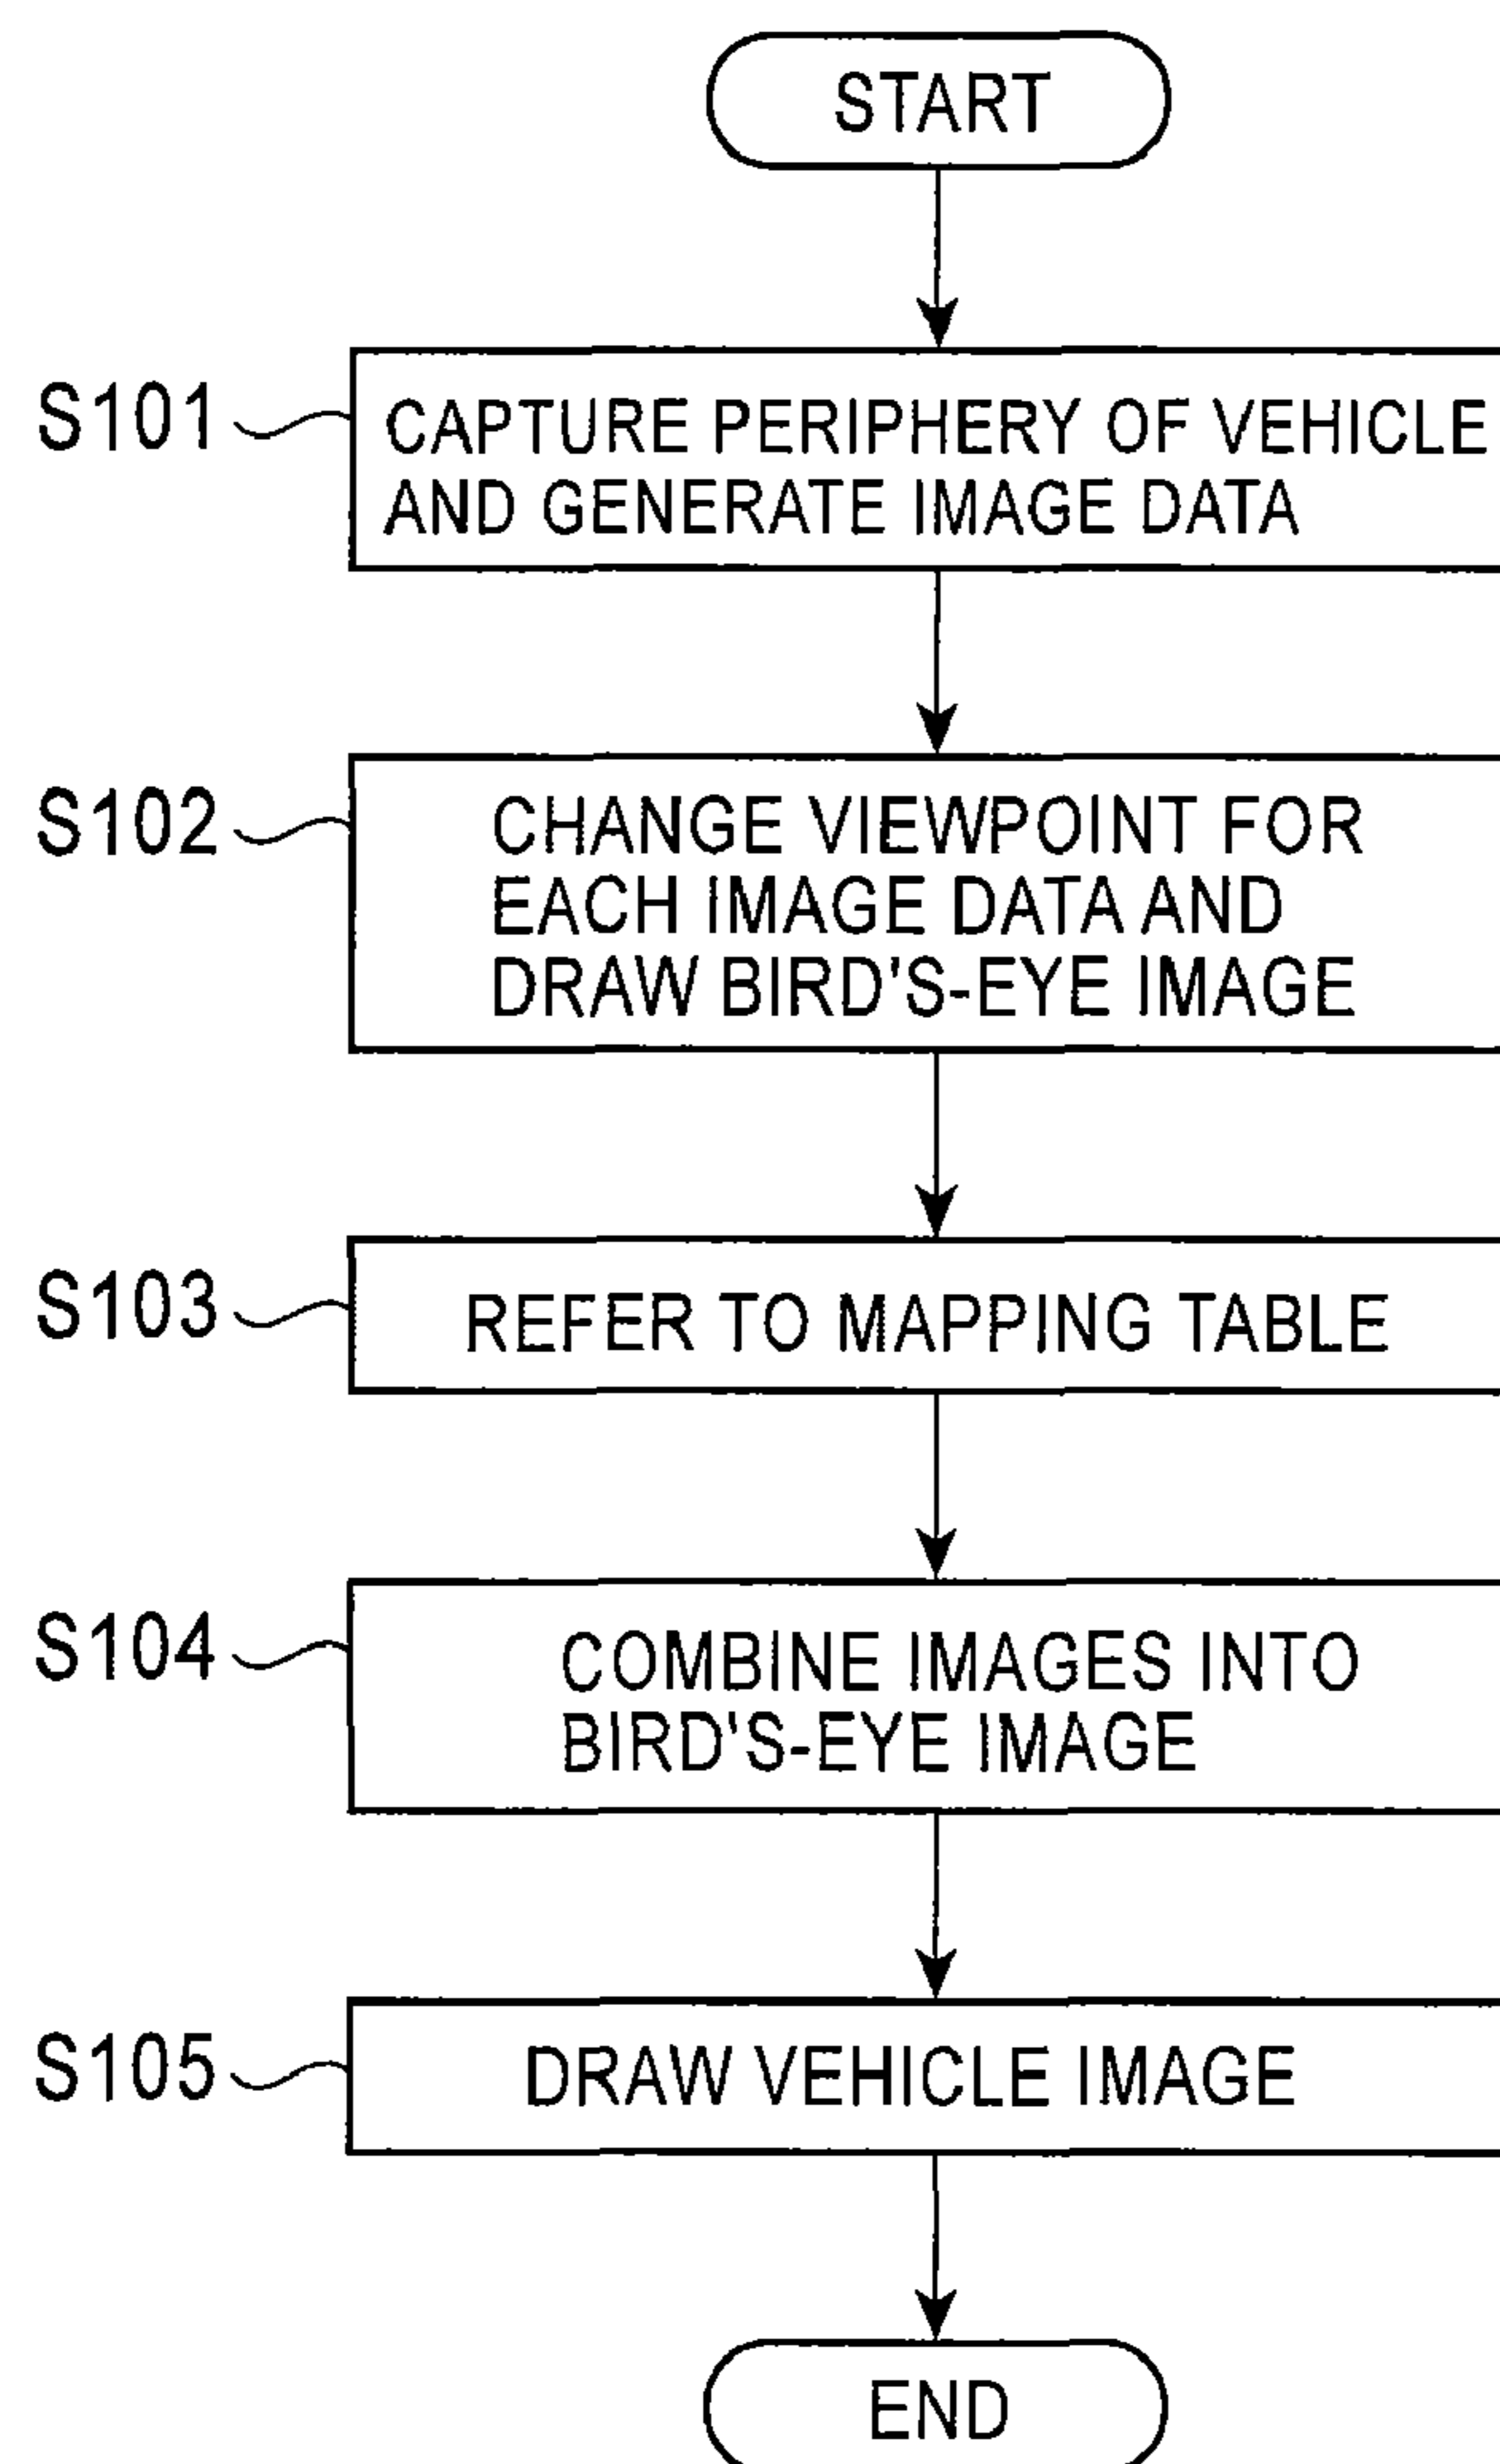 START
S101
CAPTURE PERIPHERY OF VEHICLE
AND GENERATE IMAGE DATA
S102
CHANGE VIEWPOINT FOR
EACH IMAGE DATA AND
DRAW BIRD'S-EYE IMAGE
S103
REFER TO MAPPING TABLE
S104
COMBINE IMAGES INTO
BIRD'S-EYE IMAGE
S105
DRAW VEHICLE IMAGE
END